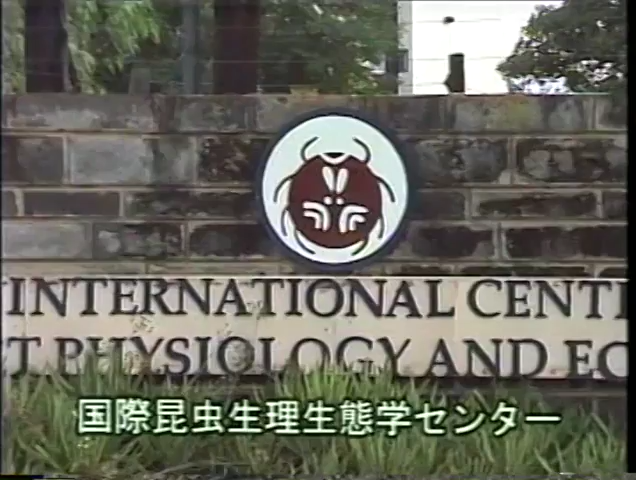 INTERNATIONAL CENT
T PHYSIOLOGY AND EC
国際昆虫生理生態学センター